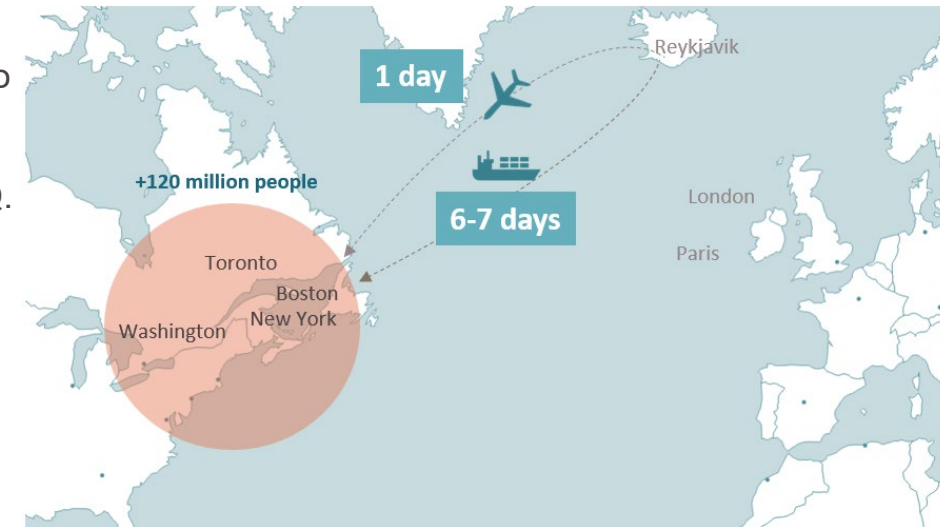 o
Reykjavik
1 day
+120 million people
London
6-7 days
Paris
Toronto
Boston
New York
Washington